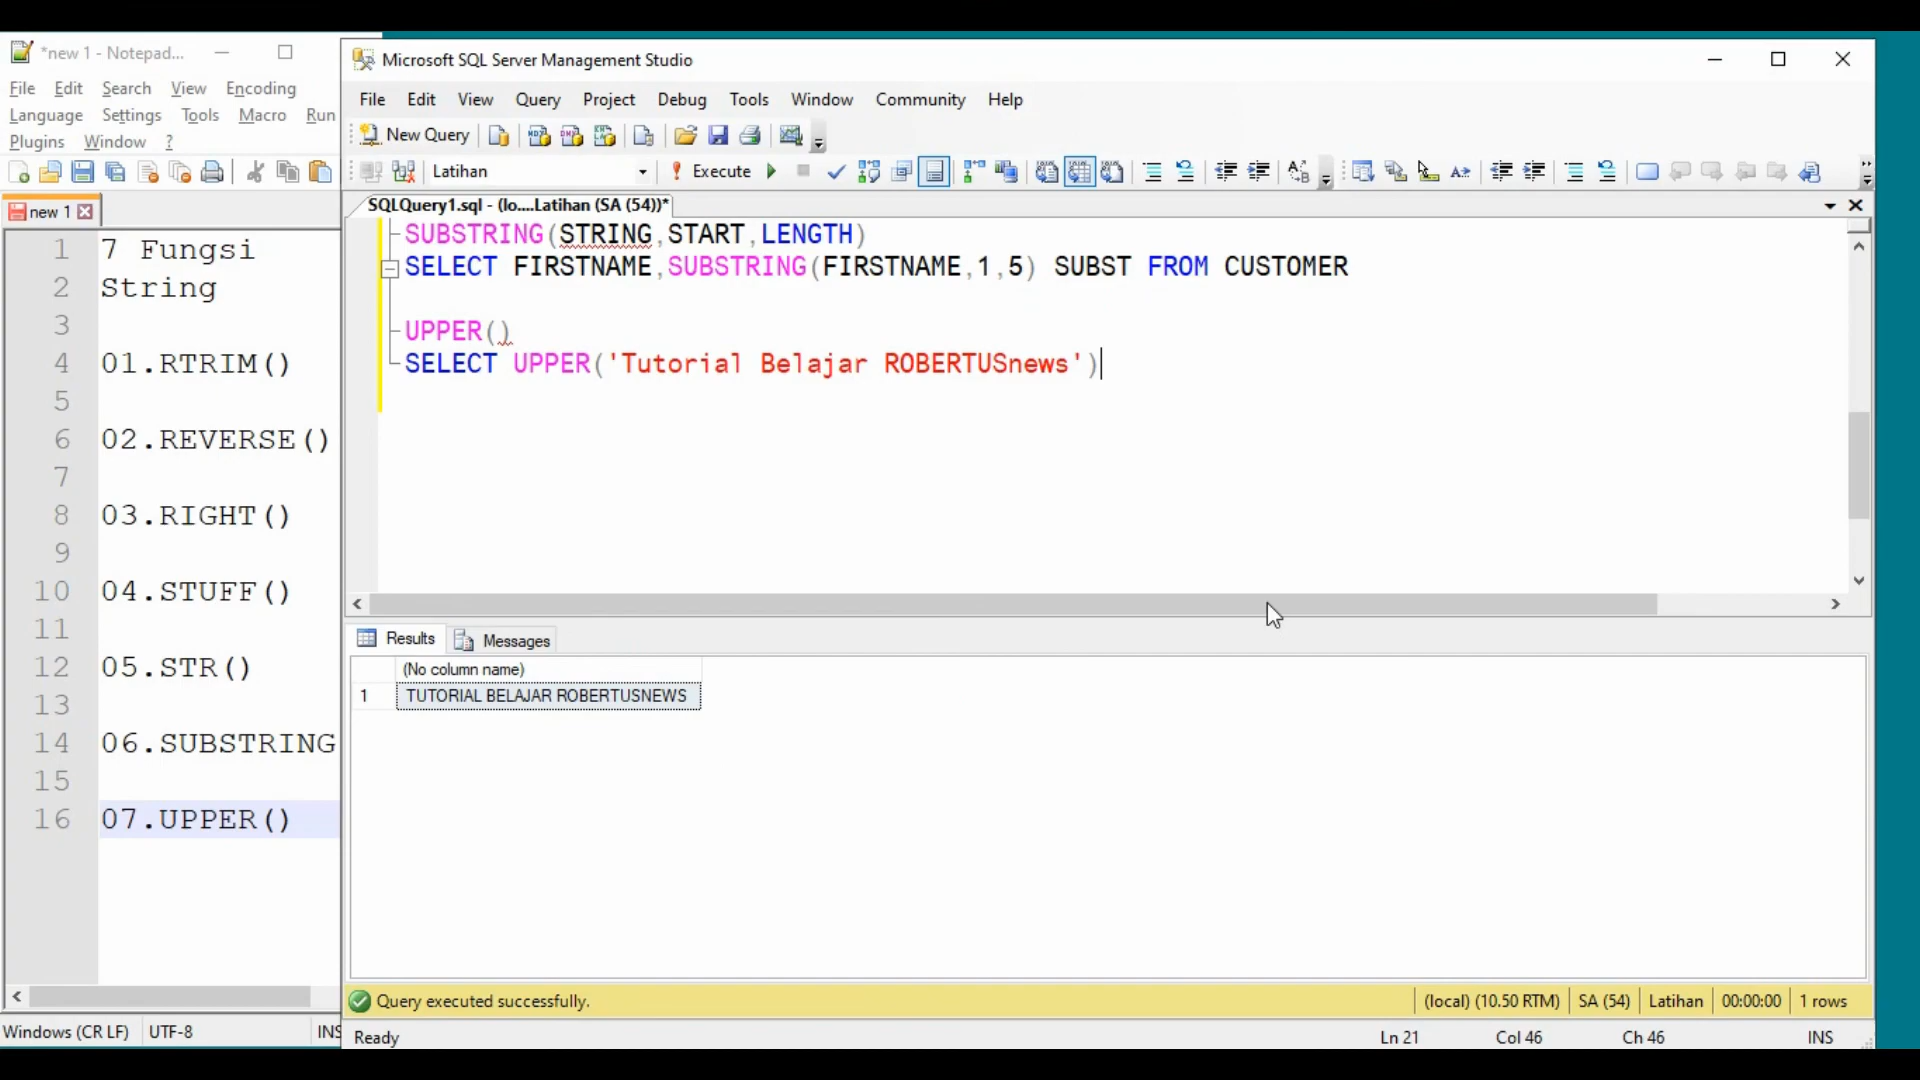 *new 1 - Notepad...
File Edit Search View Encoding
Language Settings Tools Macro Run
Plugins Window ?
new 1
1 7 Fungsi
2 String
3
4 01.RTRIM()
5
6 02.REVERSE()
7
8 03.RIGHT()
9
10 04.STUFF()
11
12 05.STR()
13
14 06.SUBSTRING
15
16 07.UPPER()
Windows (CR LF) UTF-8 INS
Microsoft SQL Server Management Studio
File Edit View Query Project Debug Tools Window Community Help
New Query
Latihan Execute
SQLQuery1.sql - (lo....Latihan (SA (54))*
SUBSTRING(STRING,START,LENGTH)
SELECT FIRSTNAME,SUBSTRING(FIRSTNAME,1,5) SUBST FROM CUSTOMER
UPPER()
SELECT UPPER('Tutorial Belajar ROBERTUSnews')
Results Messages
(No column name)
1 TUTORIAL BELAJAR ROBERTUSNEWS
Query executed successfully. (local) (10.50 RTM) SA (54) Latihan 00:00:00 1 rows
Ready Ln 21 Col 46 Ch 46 INS